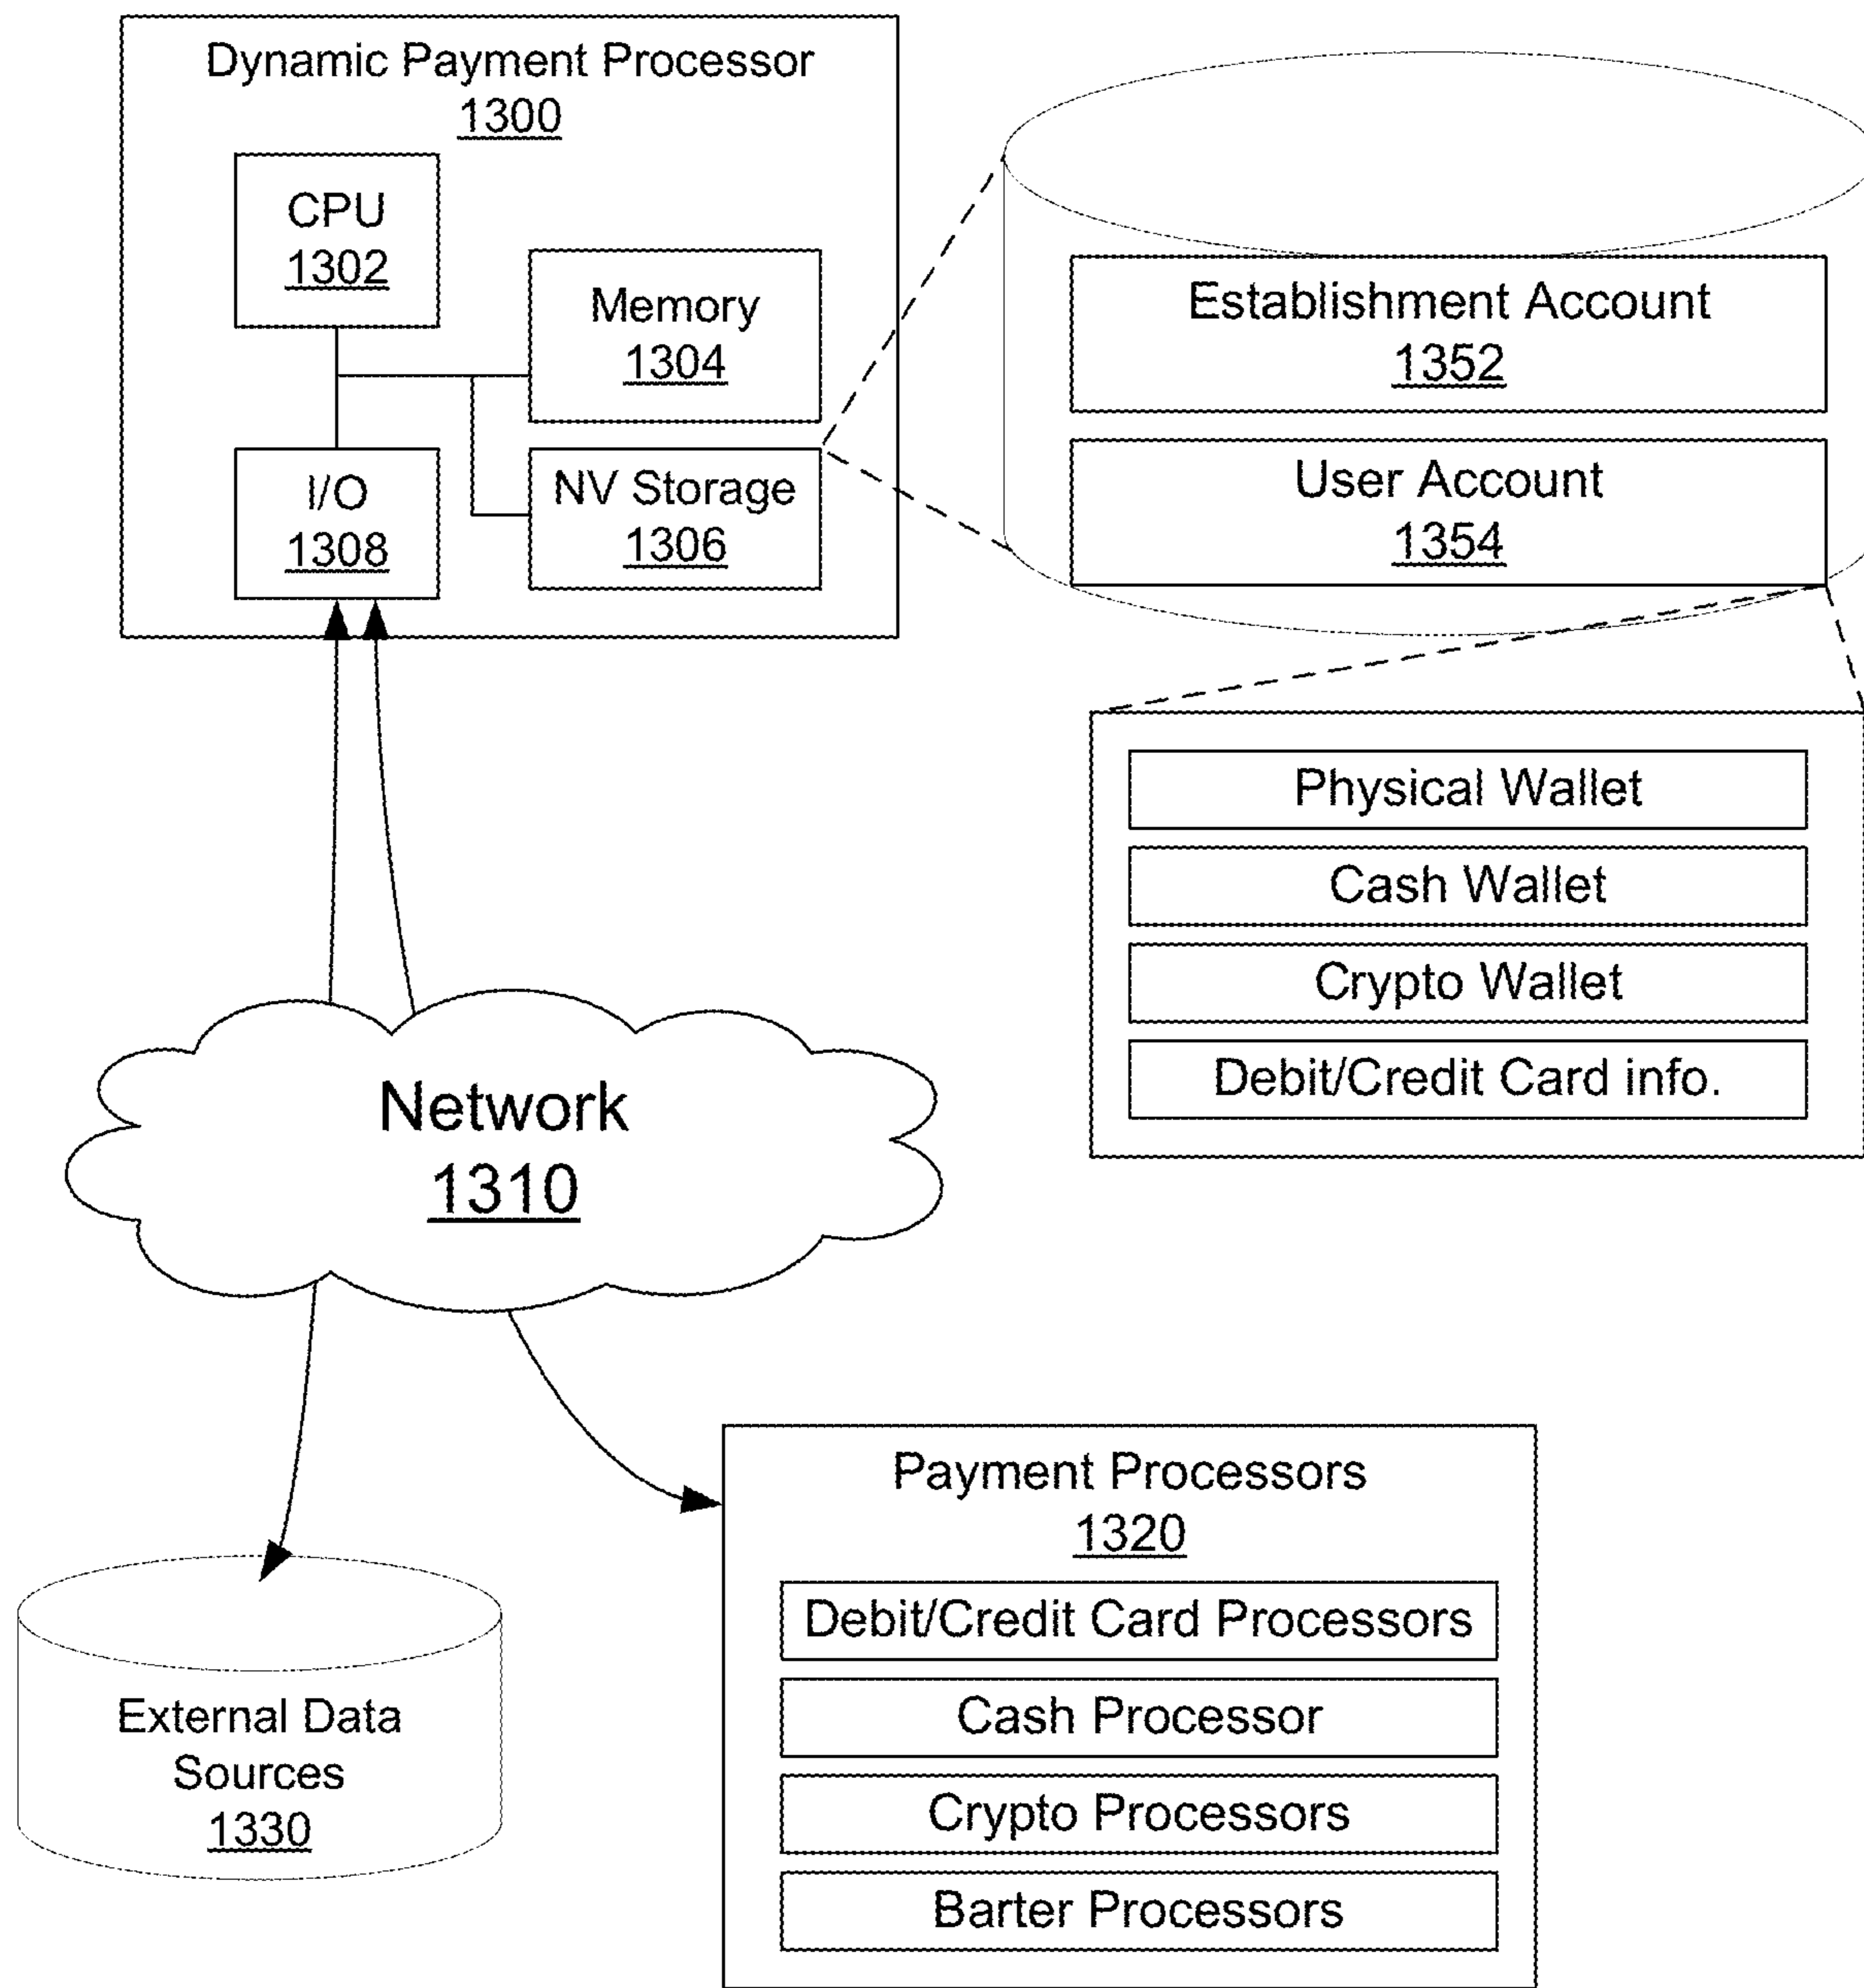 Dynamic Payment Processor
1300
CPU
1302
Memory
1304
I/O
1308
NV Storage
1306
Establishment Account
1352
User Account
1354
Physical Wallet
Cash Wallet
Crypto Wallet
Debit/Credit Card info.
Network
1310
External Data
Sources
1330
Payment Processors
1320
Debit/Credit Card Processors
Cash Processor
Crypto Processors
Barter Processors